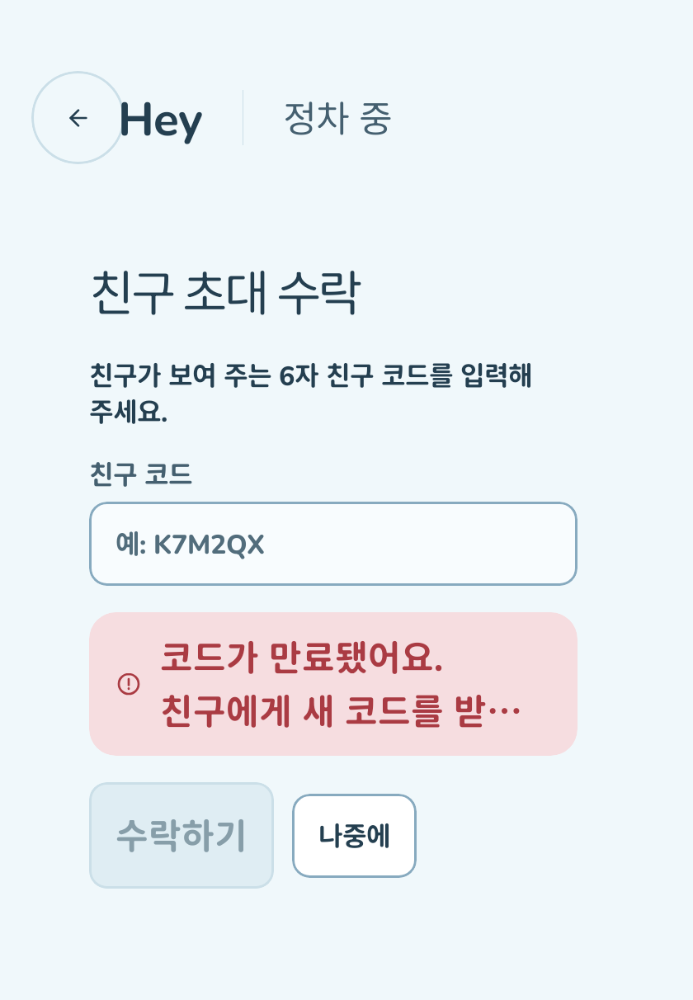 Hey
정차 중
친구 초대 수락
친구가 보여 주는 6자 친구 코드를 입력해
주세요.
친구 코드
예: K7M2QX
코드가 만료됐어요.
친구에게 새 코드를 받…
수락하기
나중에